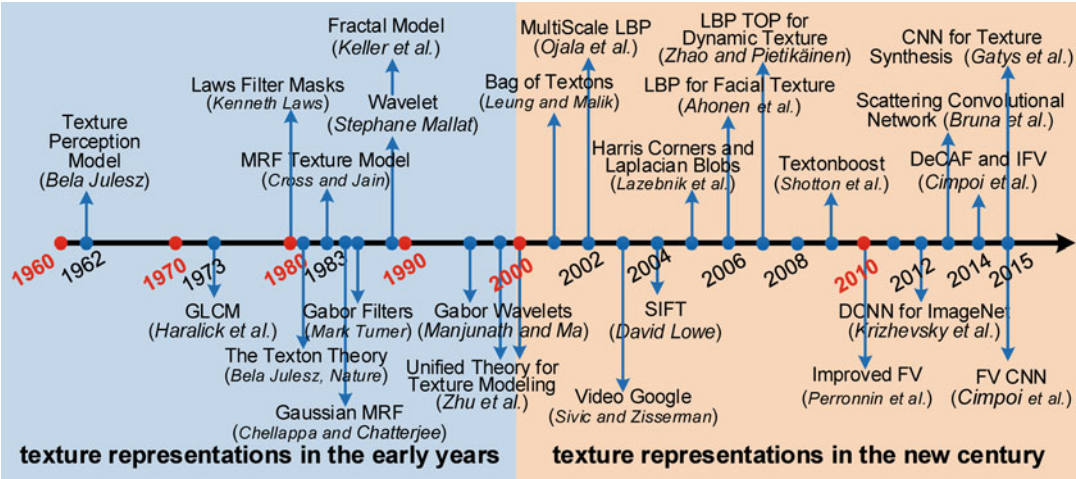 Fractal Model
(Keller et al.)
Laws Filter Masks
(Kenneth Laws)
Wavelet
(Stephane Mallat)
Texture
Perception
Model
(Bela Julesz)
MRF Texture Model
(Cross and Jain)
MultiScale LBP
(Ojala et al.)
Bag of Textons
(Leung and Malik)
LBP TOP for
Dynamic Texture
(Zhao and Pietikäinen)
LBP for Facial Texture
(Ahonen et al.)
Harris Corners and
Laplacian Blobs
(Lazebnik et al.)
Textonboost
(Shotton et al.)
CNN for Texture
Synthesis (Gatys et al.)
Scattering Convolutional
Network (Bruna et al.)
DeCAF and IFV
(Cimpoi et al.)
1960
1962
1970
1973
1980
1983
1990
2000
2002
2004
2006
2008
2010
2012
2014
2015
GLCM
(Haralick et al.)
The Texton Theory
(Bela Julesz, Nature)
Gabor Filters
(Mark Turner)
Gaussian MRF
(Chellappa and Chatterjee)
Gabor Wavelets
(Manjunath and Ma)
Unified Theory for
Texture Modeling
(Zhu et al.)
SIFT
(David Lowe)
Video Google
(Sivic and Zisserman)
DCNN for ImageNet
(Krizhevsky et al.)
Improved FV
(Perronnin et al.)
FV CNN
(Cimpoi et al.)
texture representations in the early years
texture representations in the new century